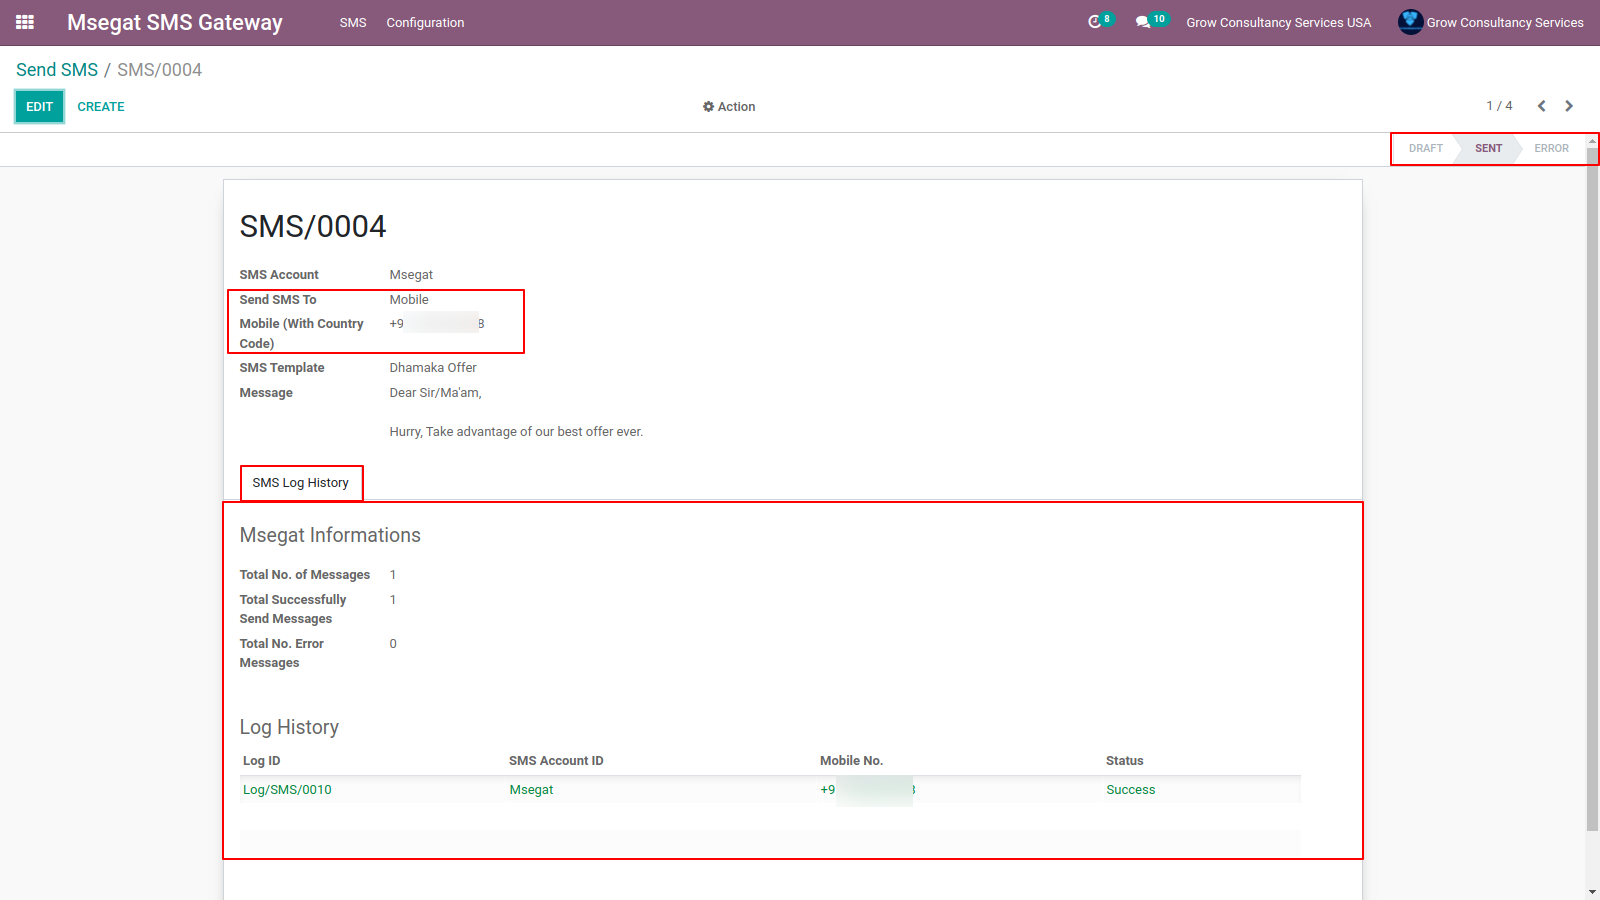 Msegat SMS Gateway SMS Configuration 8 10 Grow Consultancy Services USA Grow Consultancy Services
Send SMS / SMS/0004
EDIT CREATE Action 1 / 4
DRAFT SENT ERROR
SMS/0004
SMS Account Msegat
Send SMS To Mobile
Mobile (With Country +9 8
Code)
SMS Template Dhamaka Offer
Message Dear Sir/Ma'am,
Hurry, Take advantage of our best offer ever.
SMS Log History
Msegat Informations
Total No. of Messages 1
Total Successfully 1
Send Messages
Total No. Error 0
Messages
Log History
Log ID SMS Account ID Mobile No. Status
Log/SMS/0010 Msegat +9 Success